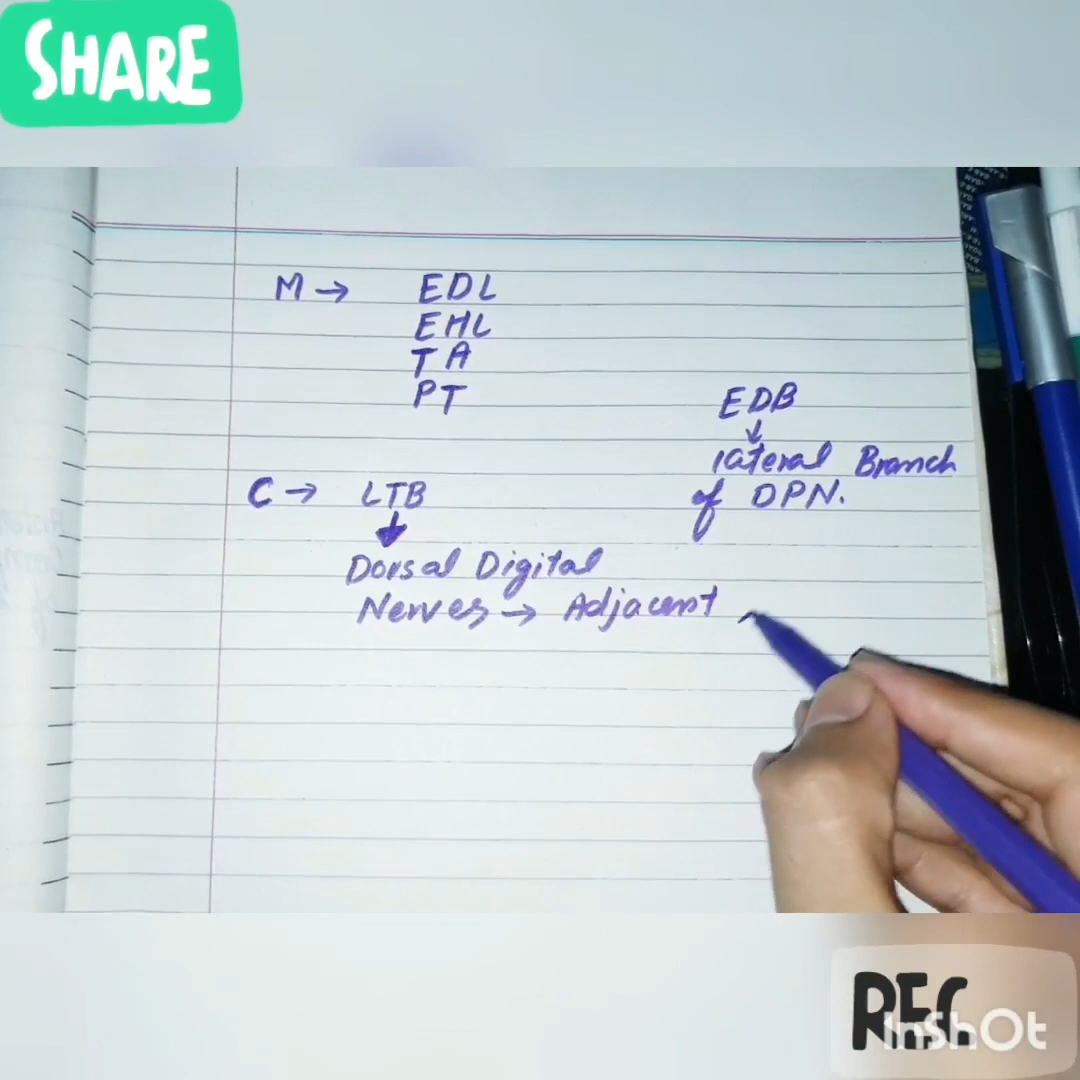 SHARE
M → EDL
EHL
TA
PT
EDB
↓
lateral Branch
of DPN.
C → LTB
↓
Dorsal Digital
Nerves → Adjacent
REC
InShOt